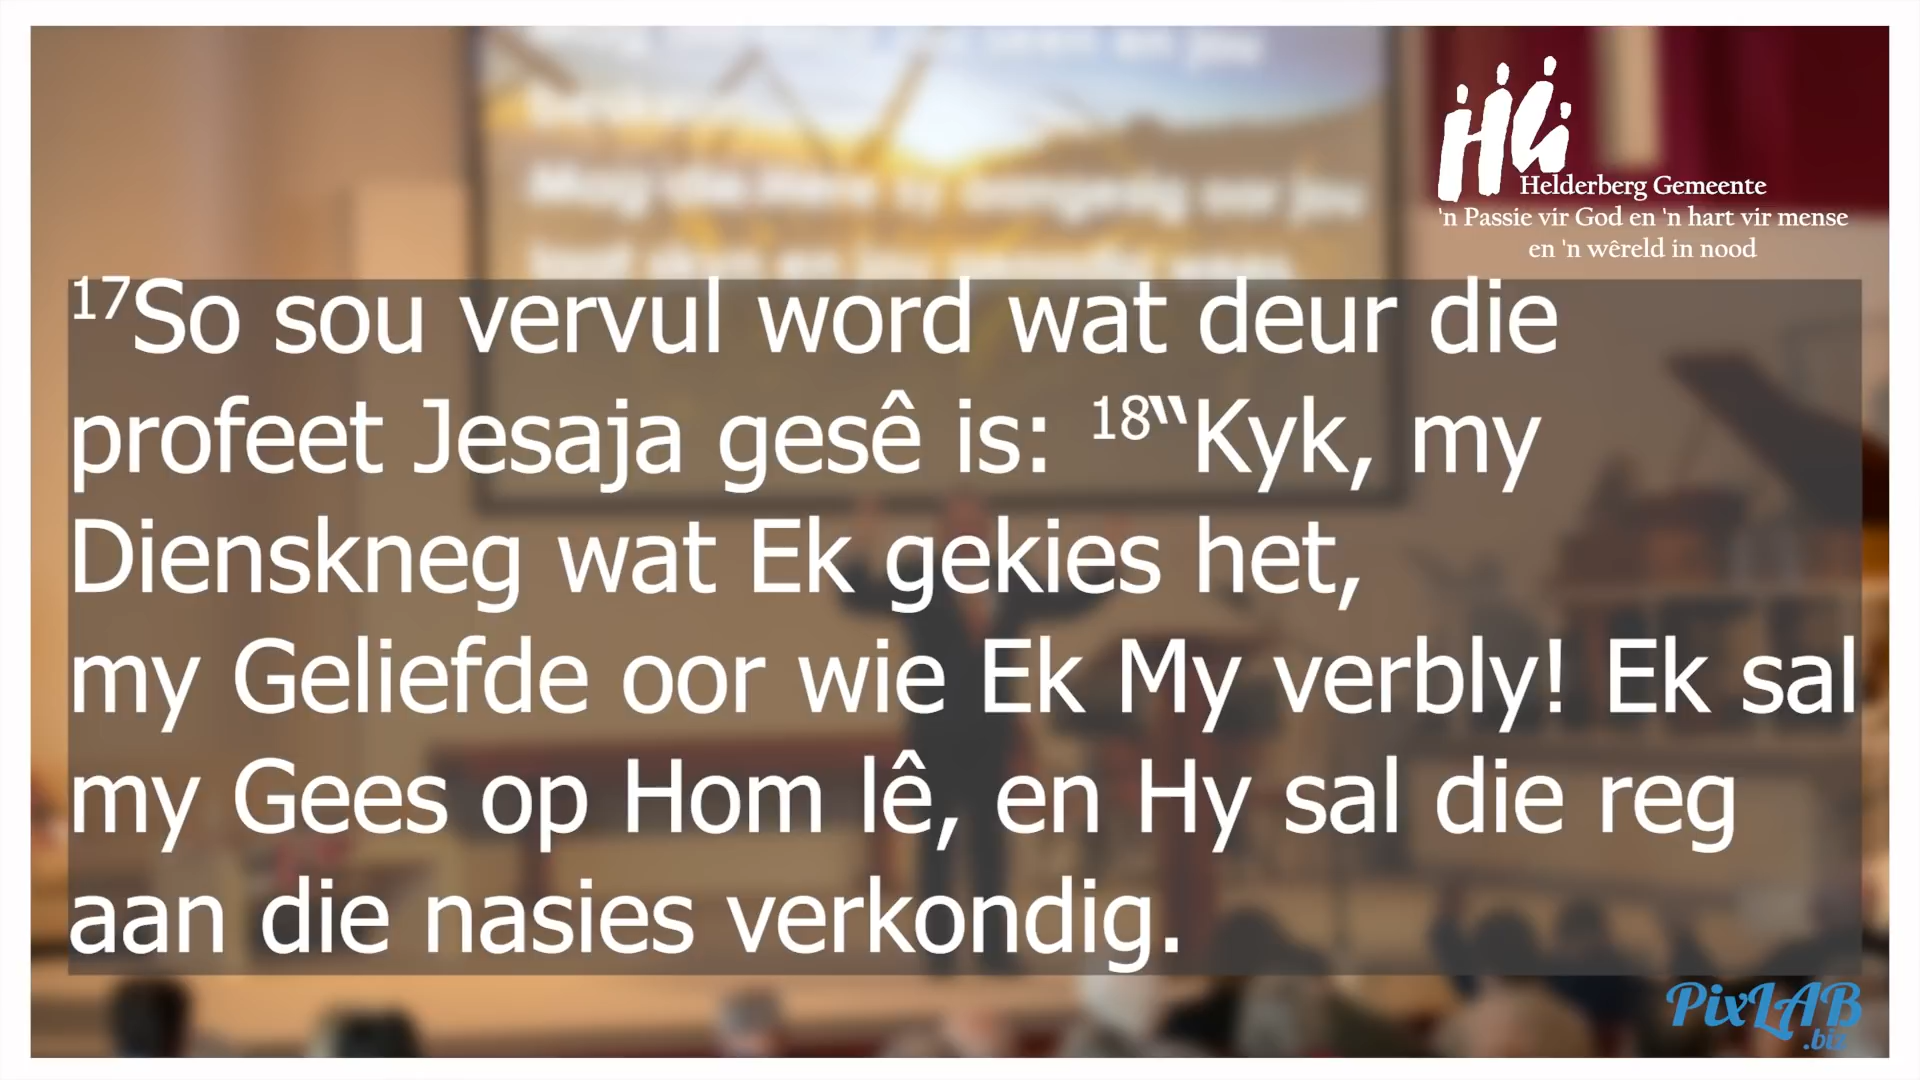 HG
Helderberg Gemeente
'n Passie vir God en 'n hart vir mense
en 'n wêreld in nood
17So sou vervul word wat deur die
profeet Jesaja gesê is: 18“Kyk, my
Dienskneg wat Ek gekies het,
my Geliefde oor wie Ek My verbly! Ek sal
my Gees op Hom lê, en Hy sal die reg
aan die nasies verkondig.
PixLAB
.biz